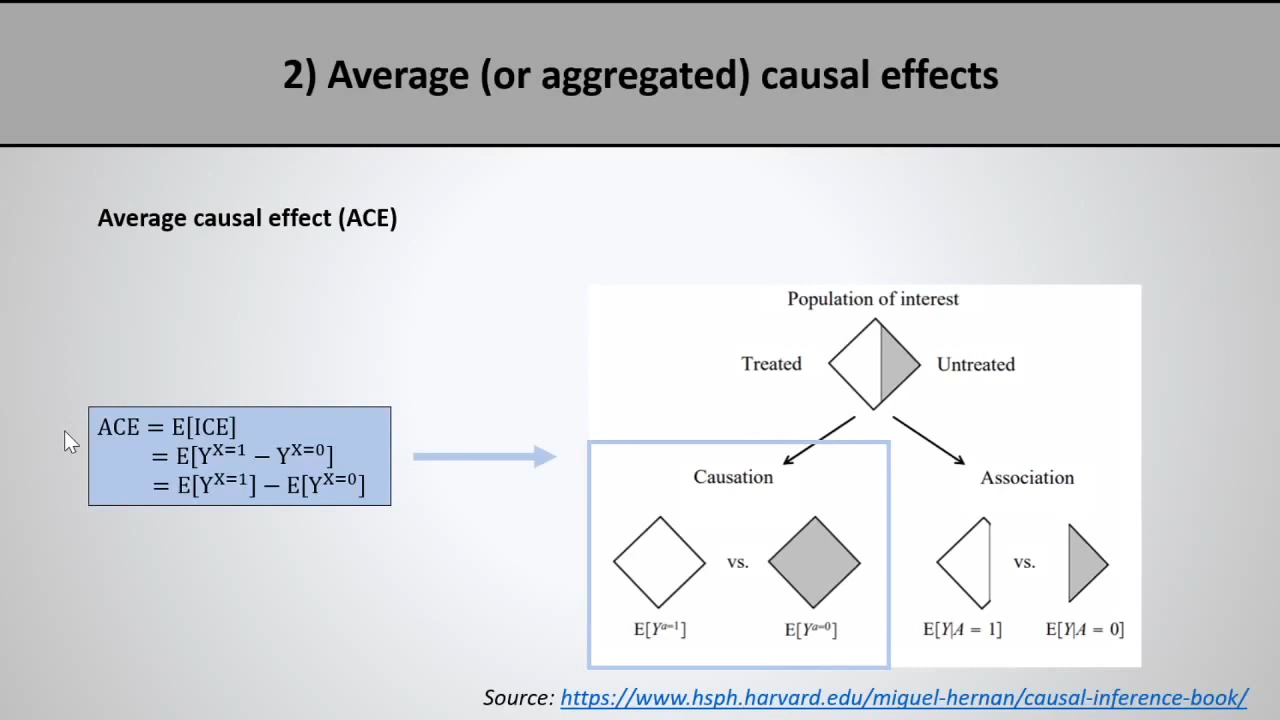 2) Average (or aggregated) causal effects
Average causal effect (ACE)
ACE = E[ICE]
= E[Y^{X=1} − Y^{X=0}]
= E[Y^{X=1}] − E[Y^{X=0}]
Population of interest
Treated
Untreated
Causation
Association
vs.
vs.
E[Y^{a=1}]
E[Y^{a=0}]
E[Y|A = 1]
E[Y|A = 0]
Source: https://www.hsph.harvard.edu/miguel-hernan/causal-inference-book/